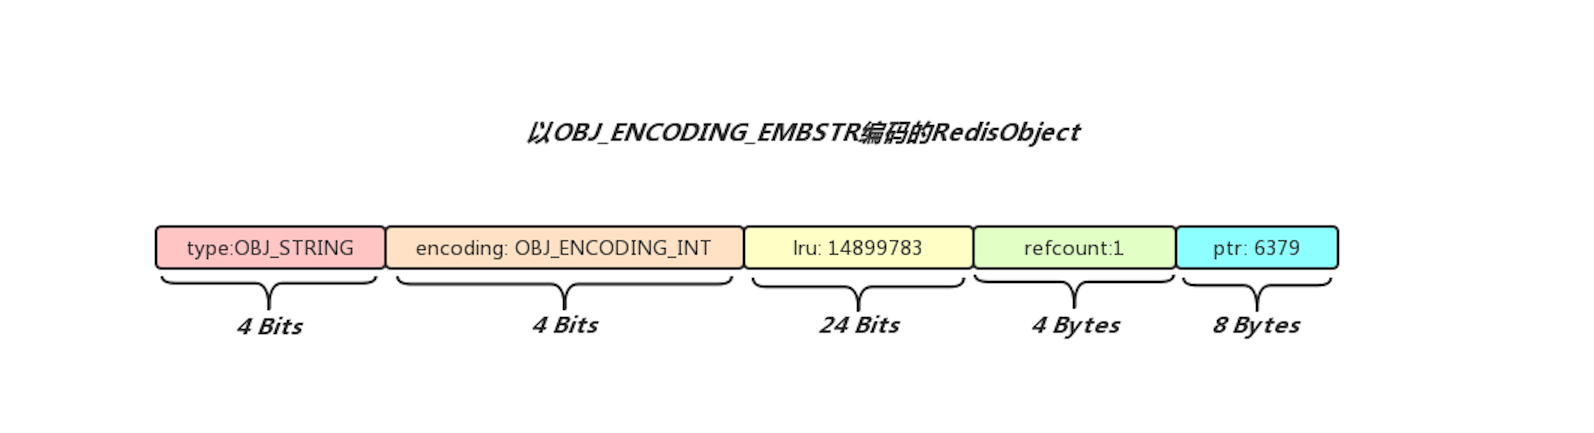 以OBJ_ENCODING_EMBSTR编码的RedisObject
type:OBJ_STRING encoding: OBJ_ENCODING_INT lru: 14899783 refcount:1 ptr: 6379
4 Bits 4 Bits 24 Bits 4 Bytes 8 Bytes